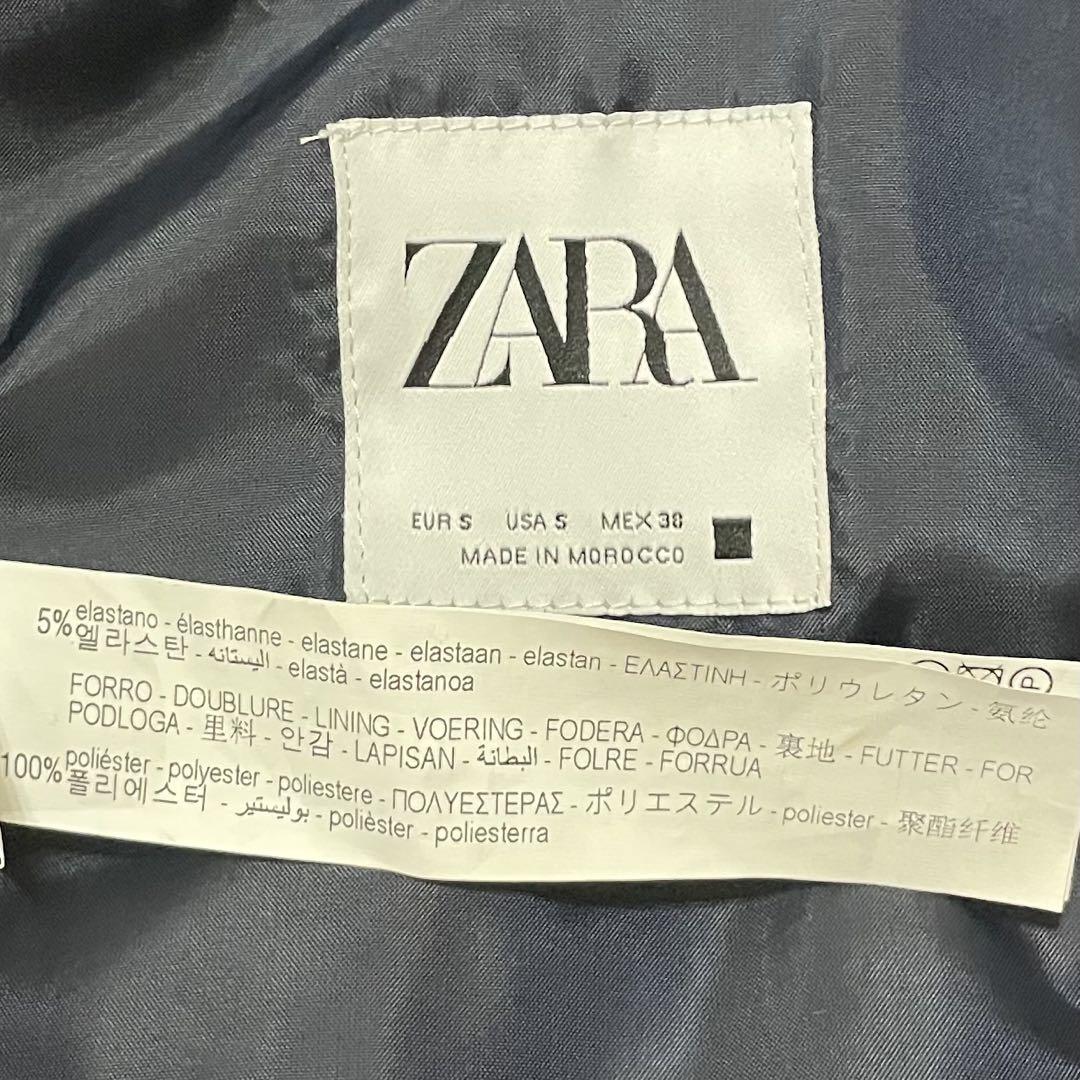 ZARA
EUR S USA S MEX 38
MADE IN MOROCCO
5% elastano - élasthanne - elastane - elastaan - elastan - ΕΛΑΣΤΙΝΗ - ポリウレタン - 氨纶
엘라스탄 - اليستانه - elastà - elastanoa
FORRO - DOUBLURE - LINING - VOERING - FODERA - ΦΟΔΡΑ - 裏地 - FUTTER - FOR
PODLOGA - 里料 - 안감 - LAPISAN - البطانة - FOLRE - FORRUA
100% poliéster - polyester - poliestere - ΠΟΛΥΕΣΤΕΡΑΣ - ポリエステル - poliester - 聚酯纤维
폴리에스터 - بوليستير - polièster - poliesterra